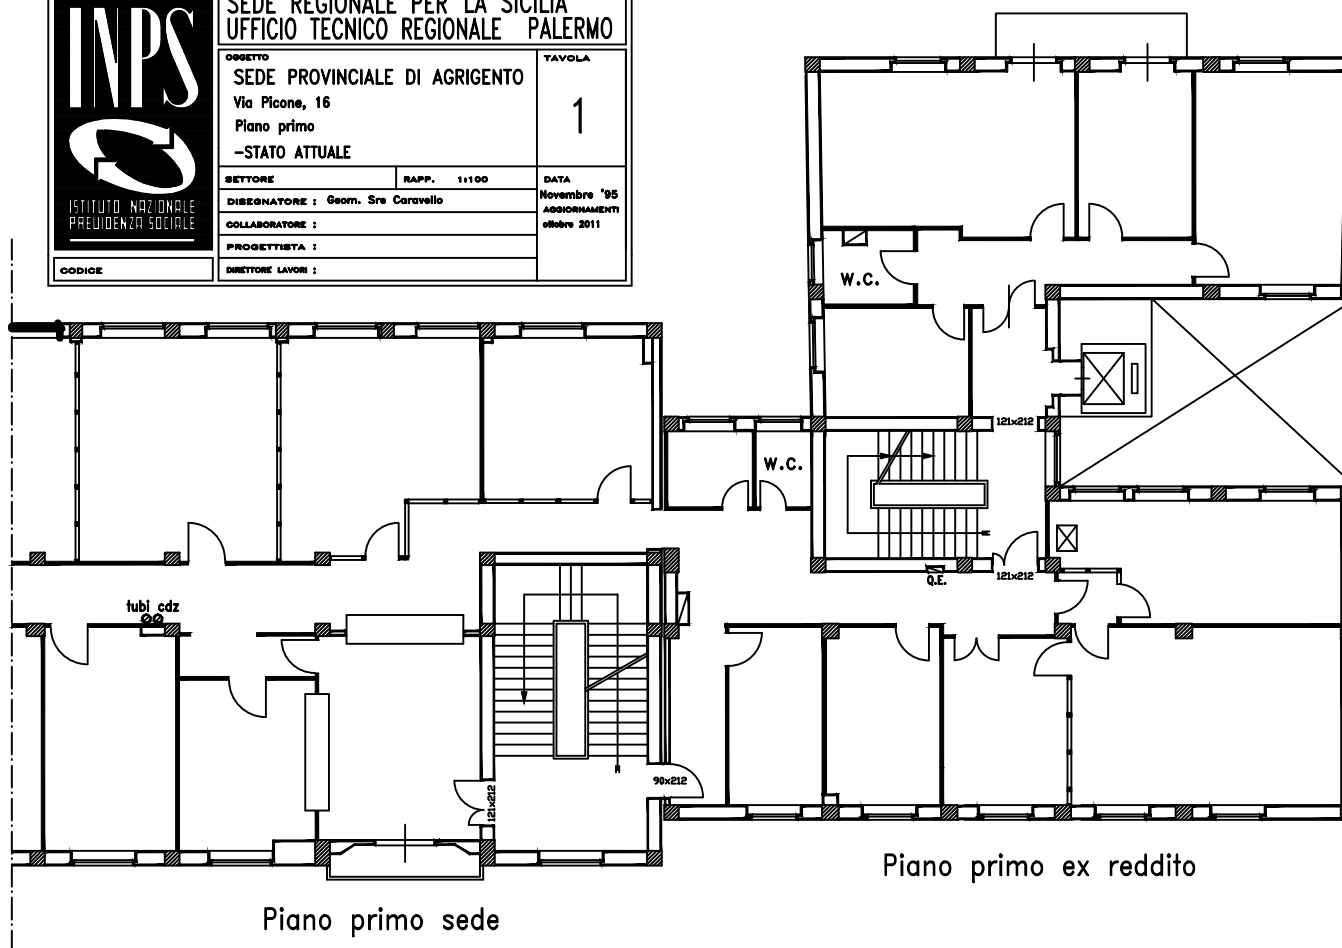 SEDE REGIONALE PER LA SICILIA
UFFICIO TECNICO REGIONALE PALERMO
INPS
ISTITUTO NAZIONALE
PREVIDENZA SOCIALE
CODICE
OGGETTO
SEDE PROVINCIALE DI AGRIGENTO
Via Picone, 16
Piano primo
-STATO ATTUALE
TAVOLA
1
SETTORE
RAPP. 1:100
DISEGNATORE : Geom. Sre Caravello
COLLABORATORE :
PROGETTISTA :
DIRETTORE LAVORI :
DATA
Novembre '95
AGGIORNAMENTI
ottobre 2011
W.C.
121x212
W.C.
121x212
Q.E.
tubi cdz
90x212
121x212
Piano primo ex reddito
Piano primo sede